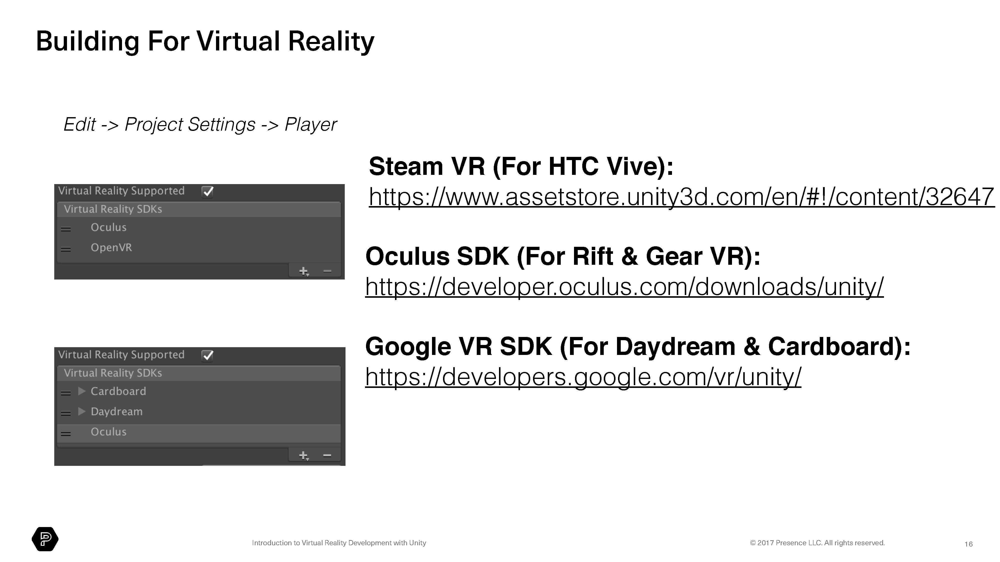 Building For Virtual Reality
Edit -> Project Settings -> Player
Virtual Reality Supported
Virtual Reality SDKs
Oculus
OpenVR
Virtual Reality Supported
Virtual Reality SDKs
Cardboard
Daydream
Oculus
Steam VR (For HTC Vive):
https://www.assetstore.unity3d.com/en/#!/content/32647
Oculus SDK (For Rift & Gear VR):
https://developer.oculus.com/downloads/unity/
Google VR SDK (For Daydream & Cardboard):
https://developers.google.com/vr/unity/
Introduction to Virtual Reality Development with Unity
© 2017 Presence LLC. All rights reserved.
16